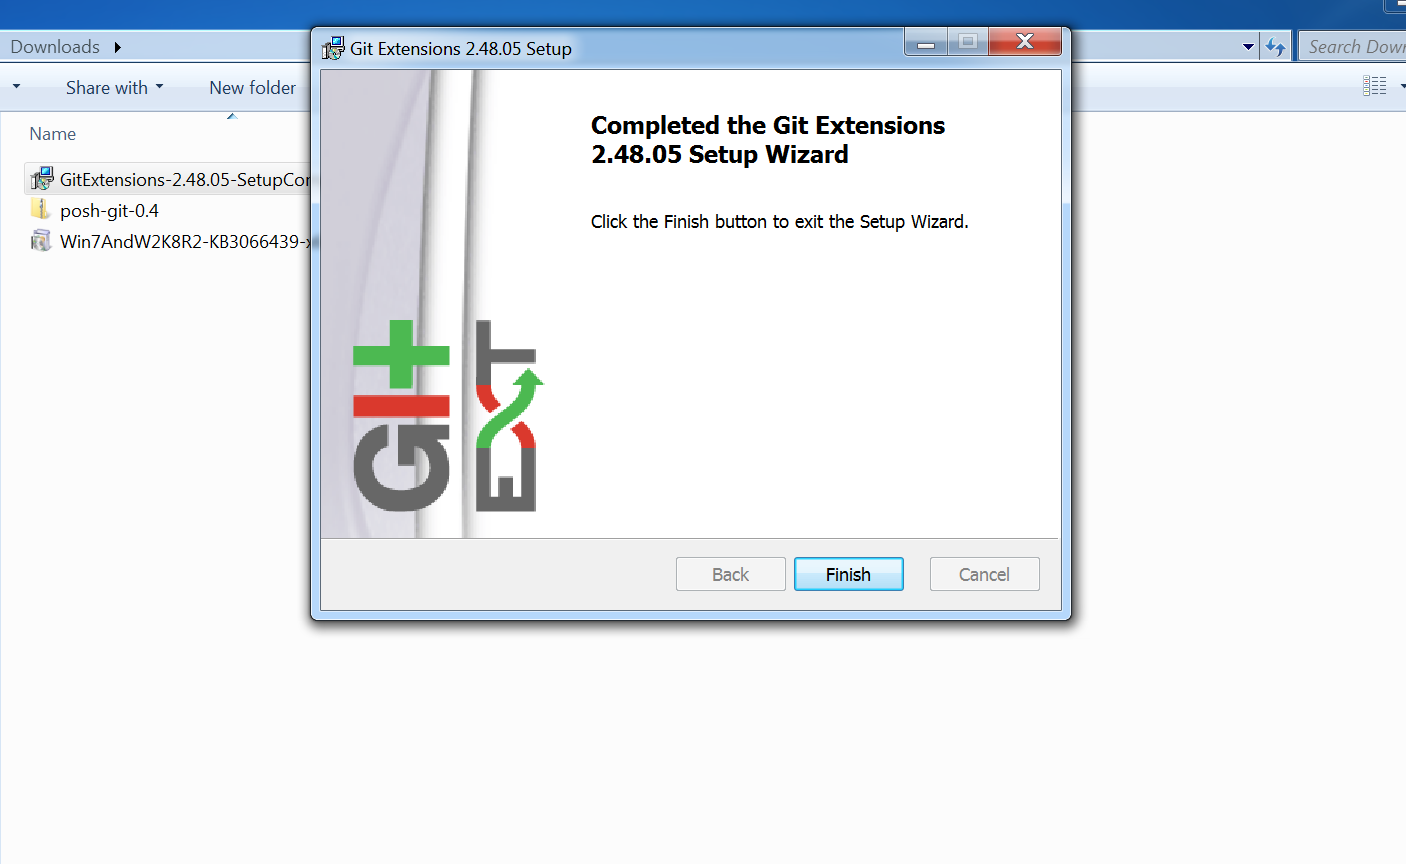 Downloads
Search Dow
Share with
New folder
Name
GitExtensions-2.48.05-SetupCo
posh-git-0.4
Win7AndW2K8R2-KB3066439-
Git Extensions 2.48.05 Setup
Completed the Git Extensions
2.48.05 Setup Wizard
Click the Finish button to exit the Setup Wizard.
GIt
EXT
Back
Finish
Cancel